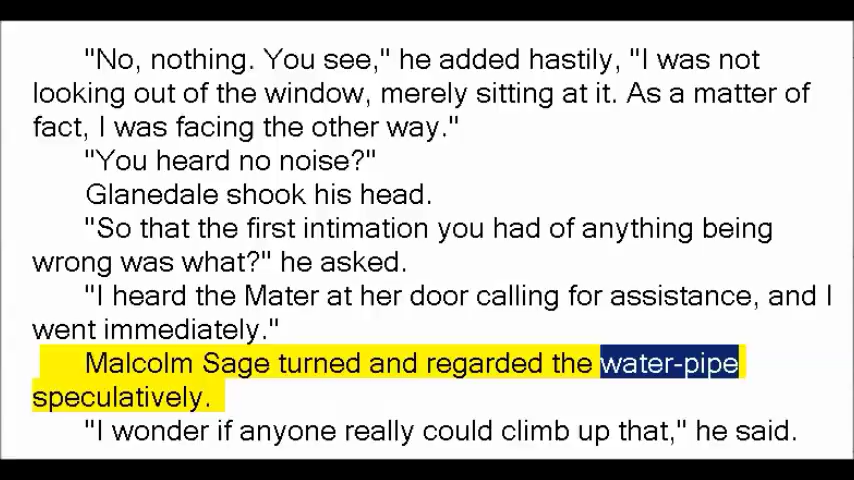 "No, nothing. You see," he added hastily, "I was not
looking out of the window, merely sitting at it. As a matter of
fact, I was facing the other way."
"You heard no noise?"
Glanedale shook his head.
"So that the first intimation you had of anything being
wrong was what?" he asked.
"I heard the Mater at her door calling for assistance, and I
went immediately."
Malcolm Sage turned and regarded the water-pipe
speculatively.
"I wonder if anyone really could climb up that," he said.